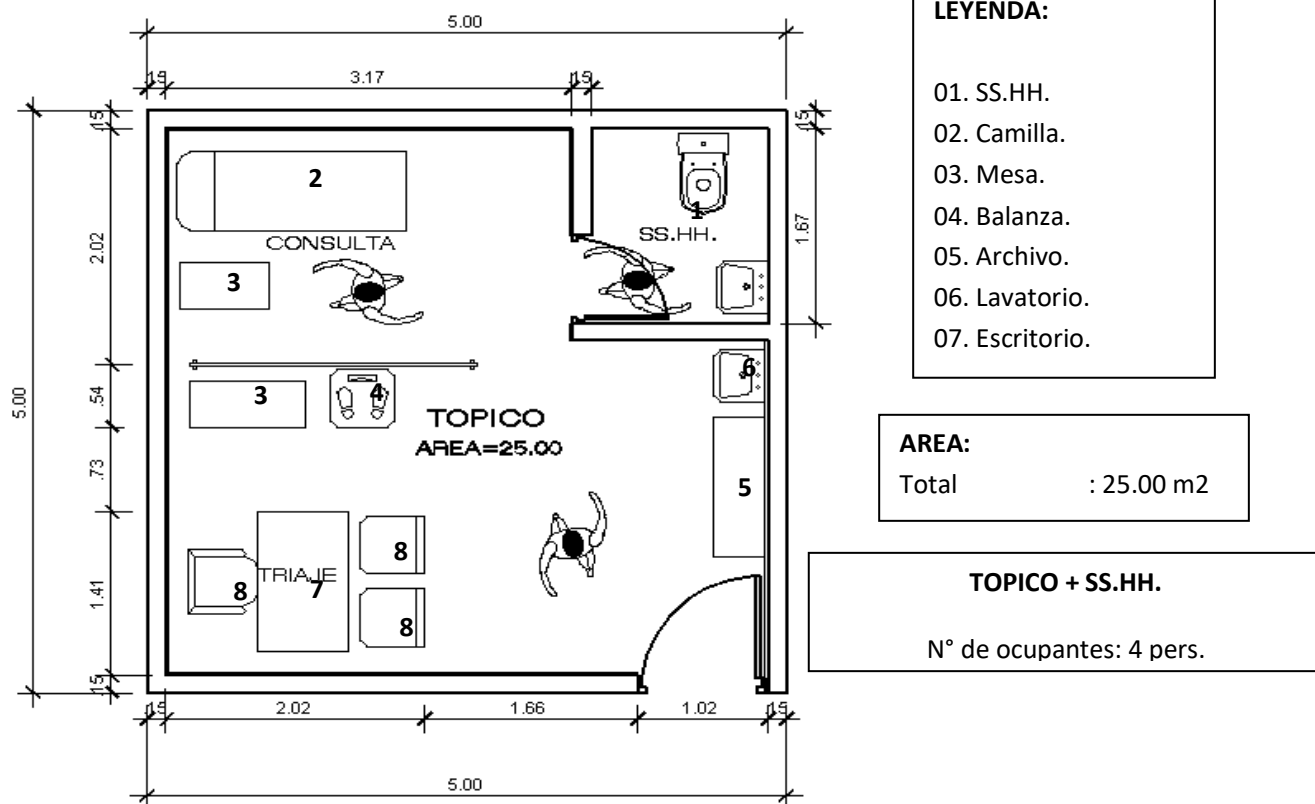 5.00
LEYENDA:
.15
3.17
.15
01. SS.HH.
02. Camilla.
03. Mesa.
04. Balanza.
05. Archivo.
06. Lavatorio.
07. Escritorio.
.15
.15
2
1
SS.HH.
CONSULTA
1.67
2.02
3
6
3
4
.54
5.00
TOPICO
AREA=25.00
AREA:
Total : 25.00 m2
.73
5
8
TRIAJE
8
7
1.41
8
TOPICO + SS.HH.
N° de ocupantes: 4 pers.
.15
.15
2.02
1.66
1.02
.15
5.00